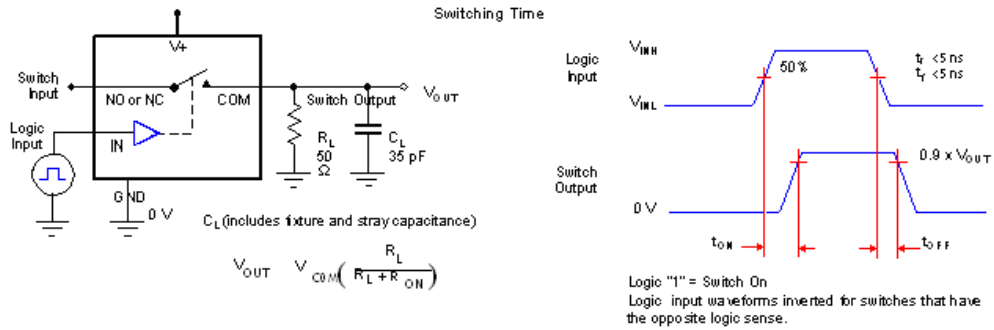 Switching Time
V+
Switch
Input
NO or NC
COM
Switch Output
VOUT
Logic
Input
IN
RL
50
Ω
CL
35 pF
GND
0 V
CL (includes fixture and stray capacitance)
VOUT VCOM( RL / RL + R ON )
Logic
Input
VINH
50%
tr <5 ns
tf <5 ns
VINL
Switch
Output
0.9 x VOUT
0 V
tON
tOFF
Logic "1" = Switch On
Logic input waveforms inverted for switches that have
the opposite logic sense.